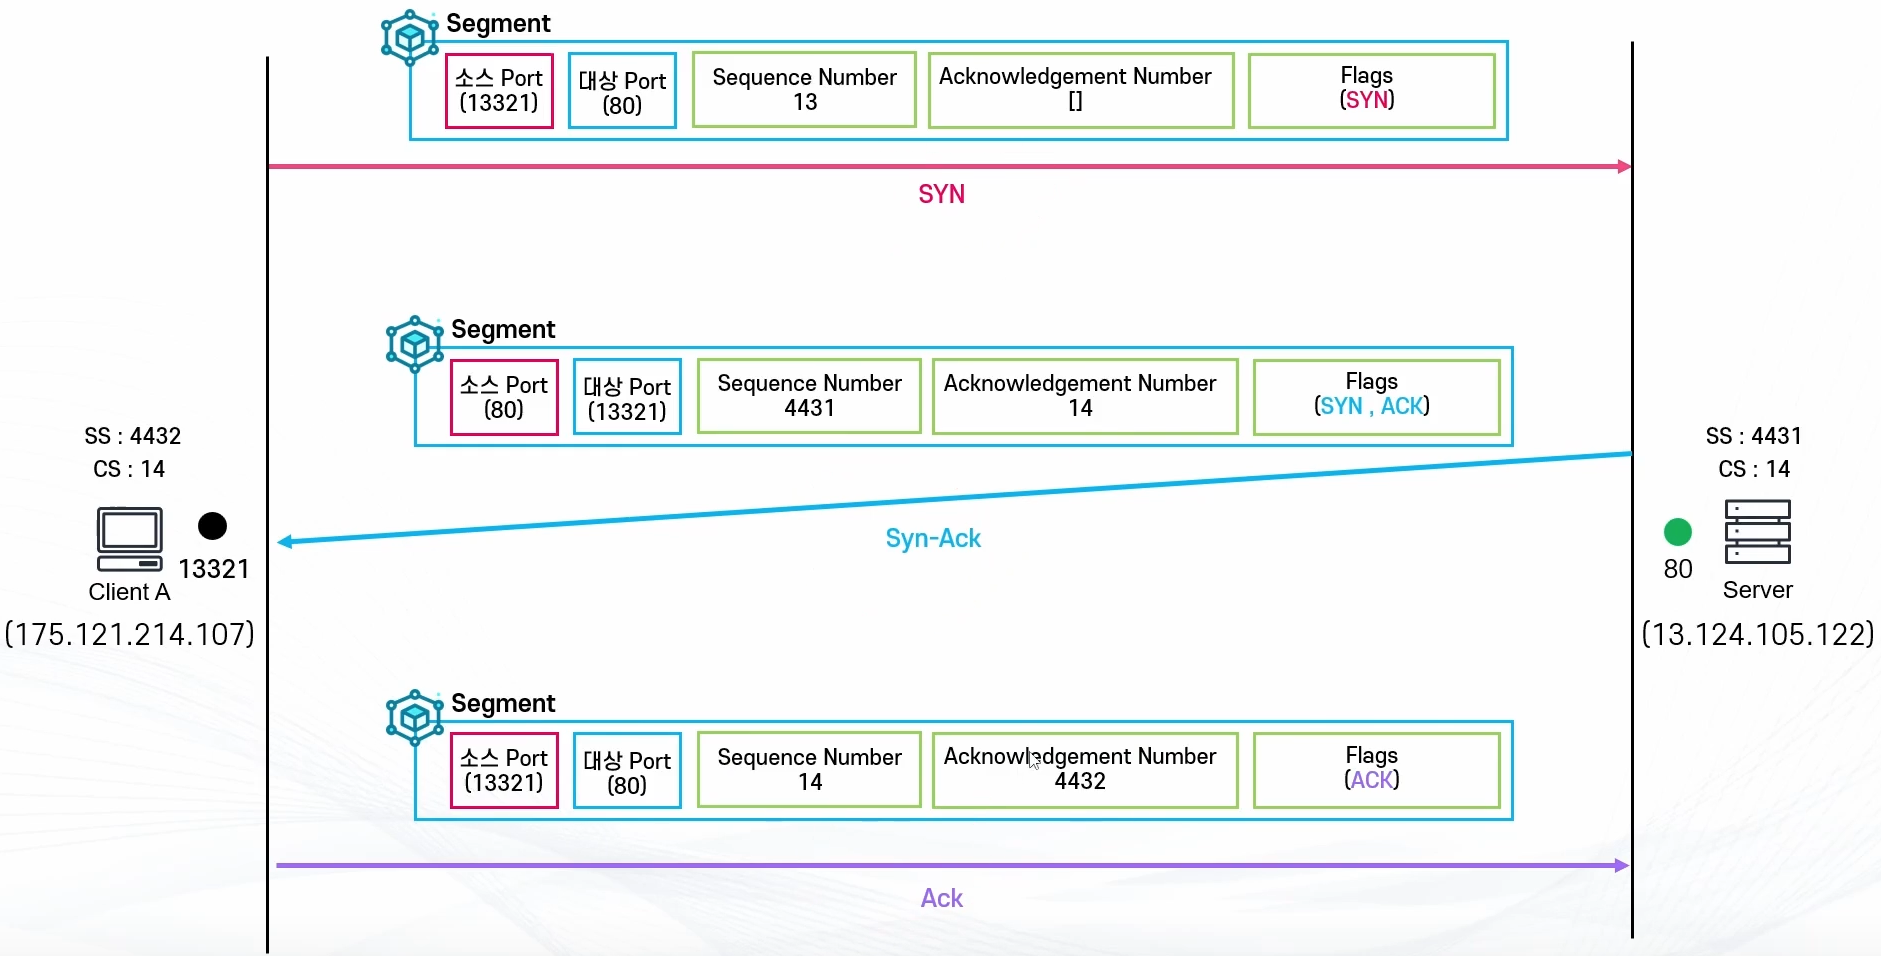 Segment
소스 Port
(13321)
대상 Port
(80)
Sequence Number
13
Acknowledgement Number
[]
Flags
(SYN)
SYN
Segment
소스 Port
(80)
대상 Port
(13321)
Sequence Number
4431
Acknowledgement Number
14
Flags
(SYN , ACK)
Syn-Ack
SS : 4432
CS : 14
13321
Client A
(175.121.214.107)
SS : 4431
CS : 14
80
Server
(13.124.105.122)
Segment
소스 Port
(13321)
대상 Port
(80)
Sequence Number
14
Acknowledgement Number
4432
Flags
(ACK)
Ack